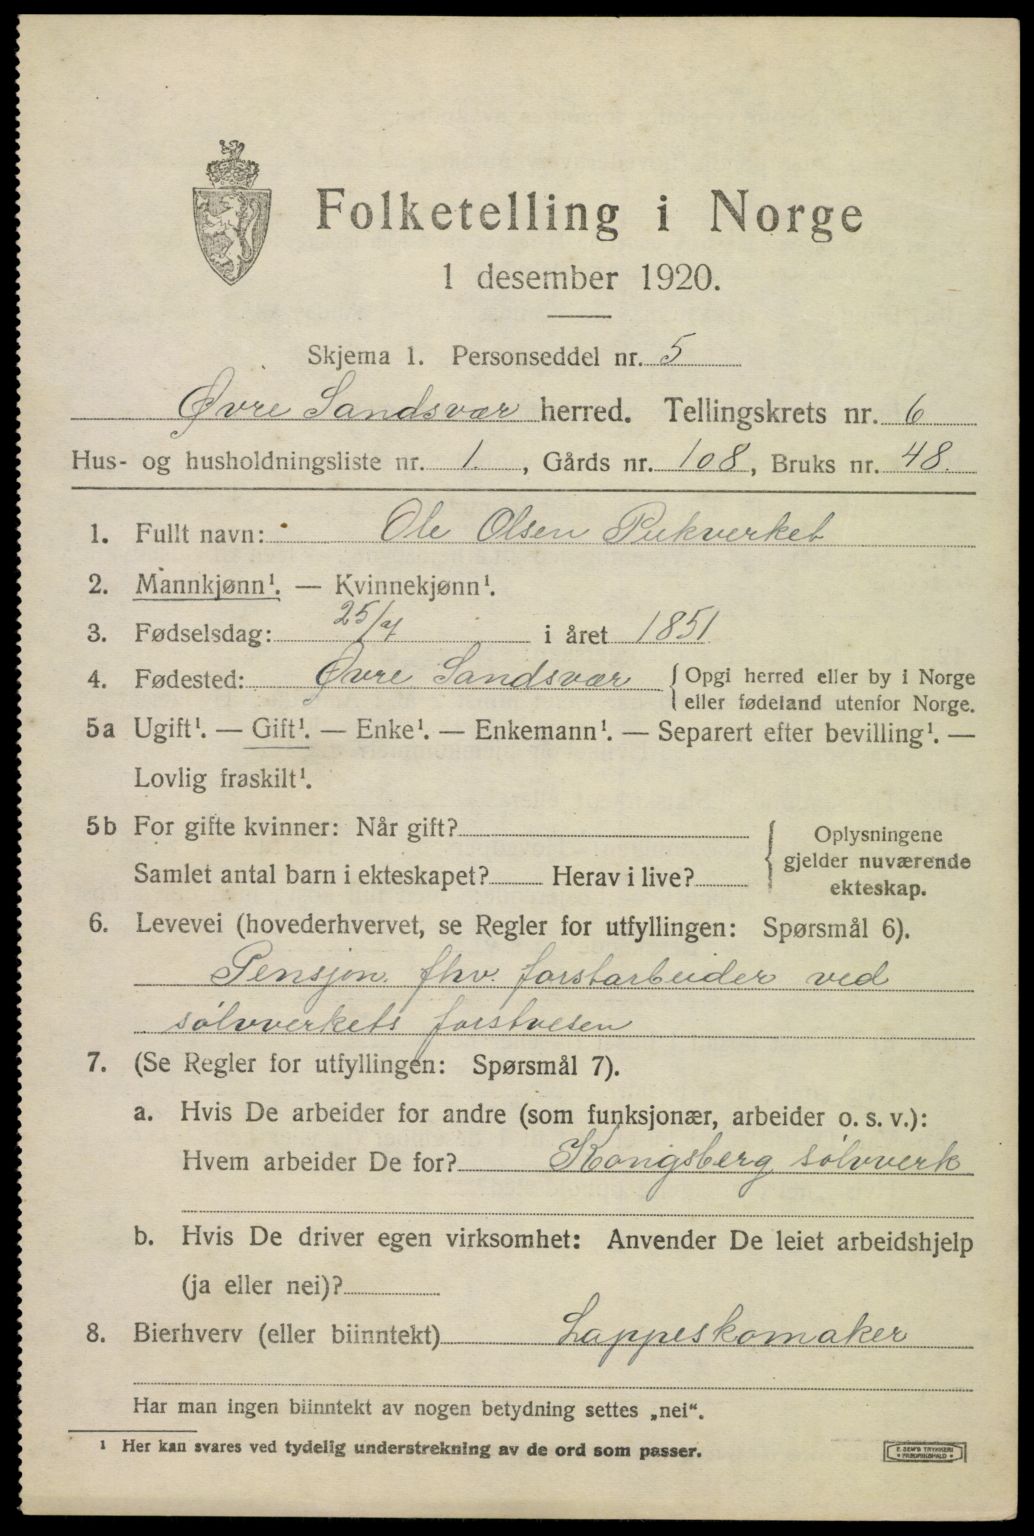 Folketelling i Norge
1 desember 1920.
Skjema 1. Personseddel nr. 5
Øvre Sandsvær herred. Tellingskrets nr. 6
Hus- og husholdningsliste nr. 1. , Gårds nr. 108, Bruks nr. 48.
1. Fullt navn: Ole Olsen Pukverket
2. Mannkjønn¹. — Kvinnekjønn¹.
3. Fødselsdag: 25/4 i året 1851
4. Fødested: Øvre Sandsvær { Opgi herred eller by i Norge
eller fødeland utenfor Norge.
5a Ugift¹. — Gift¹. — Enke¹. — Enkemann¹. — Separert efter bevilling¹. —
Lovlig fraskilt¹.
5b For gifte kvinner: Når gift?
Samlet antal barn i ekteskapet? Herav i live?
{ Oplysningene
gjelder nuværende
ekteskap.
6. Levevei (hovederhvervet, se Regler for utfyllingen: Spørsmål 6).
Pensjon. fhv. forstarbeider ved
sølvverkets forstvesen
7. (Se Regler for utfyllingen: Spørsmål 7).
a. Hvis De arbeider for andre (som funksjonær, arbeider o. s. v.):
Hvem arbeider De for? Kongsberg sølvverk
b. Hvis De driver egen virksomhet: Anvender De leiet arbeidshjelp
(ja eller nei)?
8. Bierhverv (eller biinntekt) Lappeskomaker
Har man ingen biinntekt av nogen betydning settes „nei“.
¹ Her kan svares ved tydelig understrekning av de ord som passer.
E. SEM'S TRYKKERI
• FREDRIKSHALD •